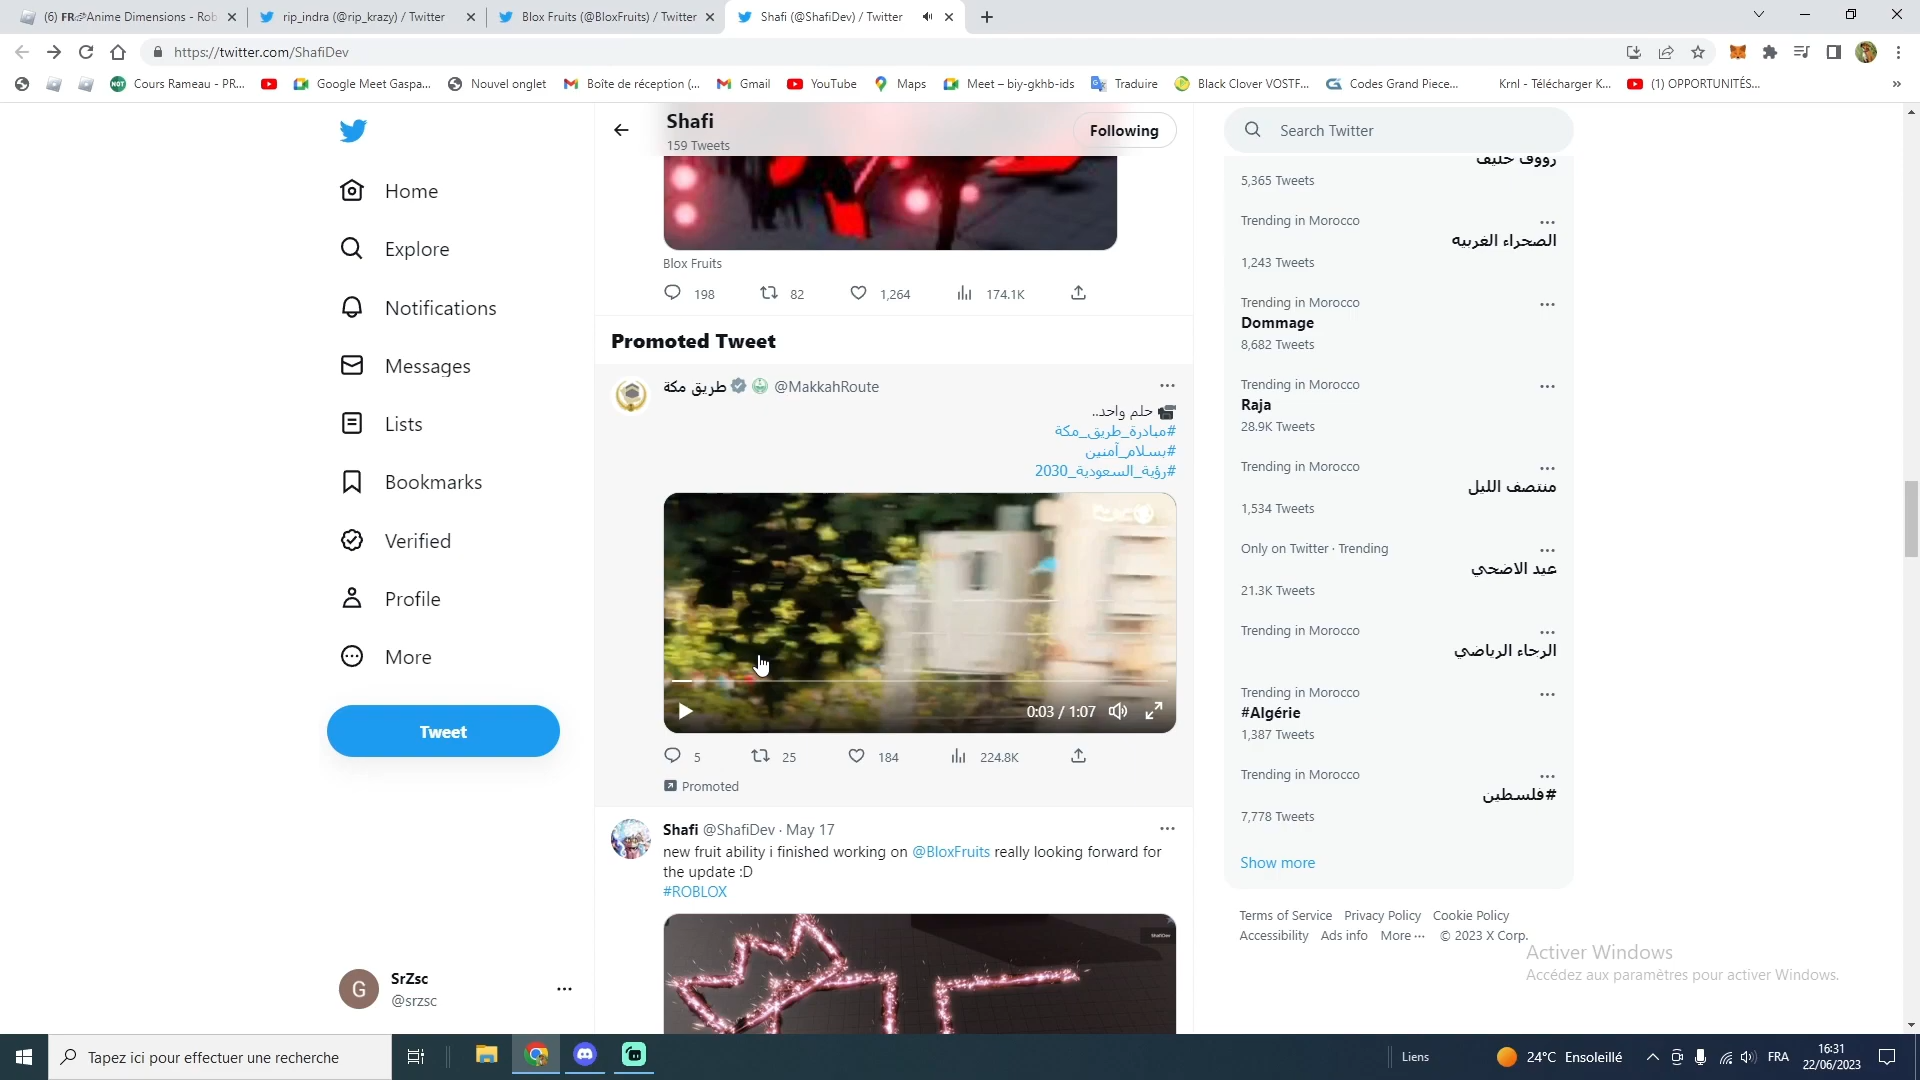 (6) FR☭Anime Dimensions - Rob
rip_indra (@rip_krazy) / Twitter
Blox Fruits (@BloxFruits) / Twitter
Shafi (@ShafiDev) / Twitter
https://twitter.com/ShafiDev
Cours Rameau - PR...
Google Meet Gaspa...
Nouvel onglet
Boîte de réception (...
Gmail
YouTube
Maps
Meet – biy-gkhb-ids
Traduire
Black Clover VOSTF...
Codes Grand Piece...
Krnl - Télécharger K...
(1) OPPORTUNITÉS...
Home
Explore
Notifications
Messages
Lists
Bookmarks
Verified
Profile
More
Tweet
SrZsc
@srzsc
Shafi
159 Tweets
Following
Blox Fruits
198
82
1,264
174.1K
Promoted Tweet
طريق مكة @MakkahRoute
حلم واحد..
#مبادرة_طريق_مكة
#بسلام_آمنين
#رؤية_السعودية_2030
0:03 / 1:07
5
25
184
224.8K
Promoted
Shafi @ShafiDev · May 17
new fruit ability i finished working on @BloxFruits really looking forward for
the update :D
#ROBLOX
ShafiDev
Search Twitter
رووف خليف
5,365 Tweets
Trending in Morocco
الصحراء الغربيه
1,243 Tweets
Trending in Morocco
Dommage
8,682 Tweets
Trending in Morocco
Raja
28.9K Tweets
Trending in Morocco
منتصف الليل
1,534 Tweets
Only on Twitter · Trending
عيد الاضحي
21.3K Tweets
Trending in Morocco
الرجاء الرياضي
Trending in Morocco
#Algérie
1,387 Tweets
Trending in Morocco
#فلسطين
7,778 Tweets
Show more
Terms of Service Privacy Policy Cookie Policy
Accessibility Ads info More ··· © 2023 X Corp.
Activer Windows
Accédez aux paramètres pour activer Windows.
Tapez ici pour effectuer une recherche
Liens
24°C Ensoleillé
FRA
16:31
22/06/2023